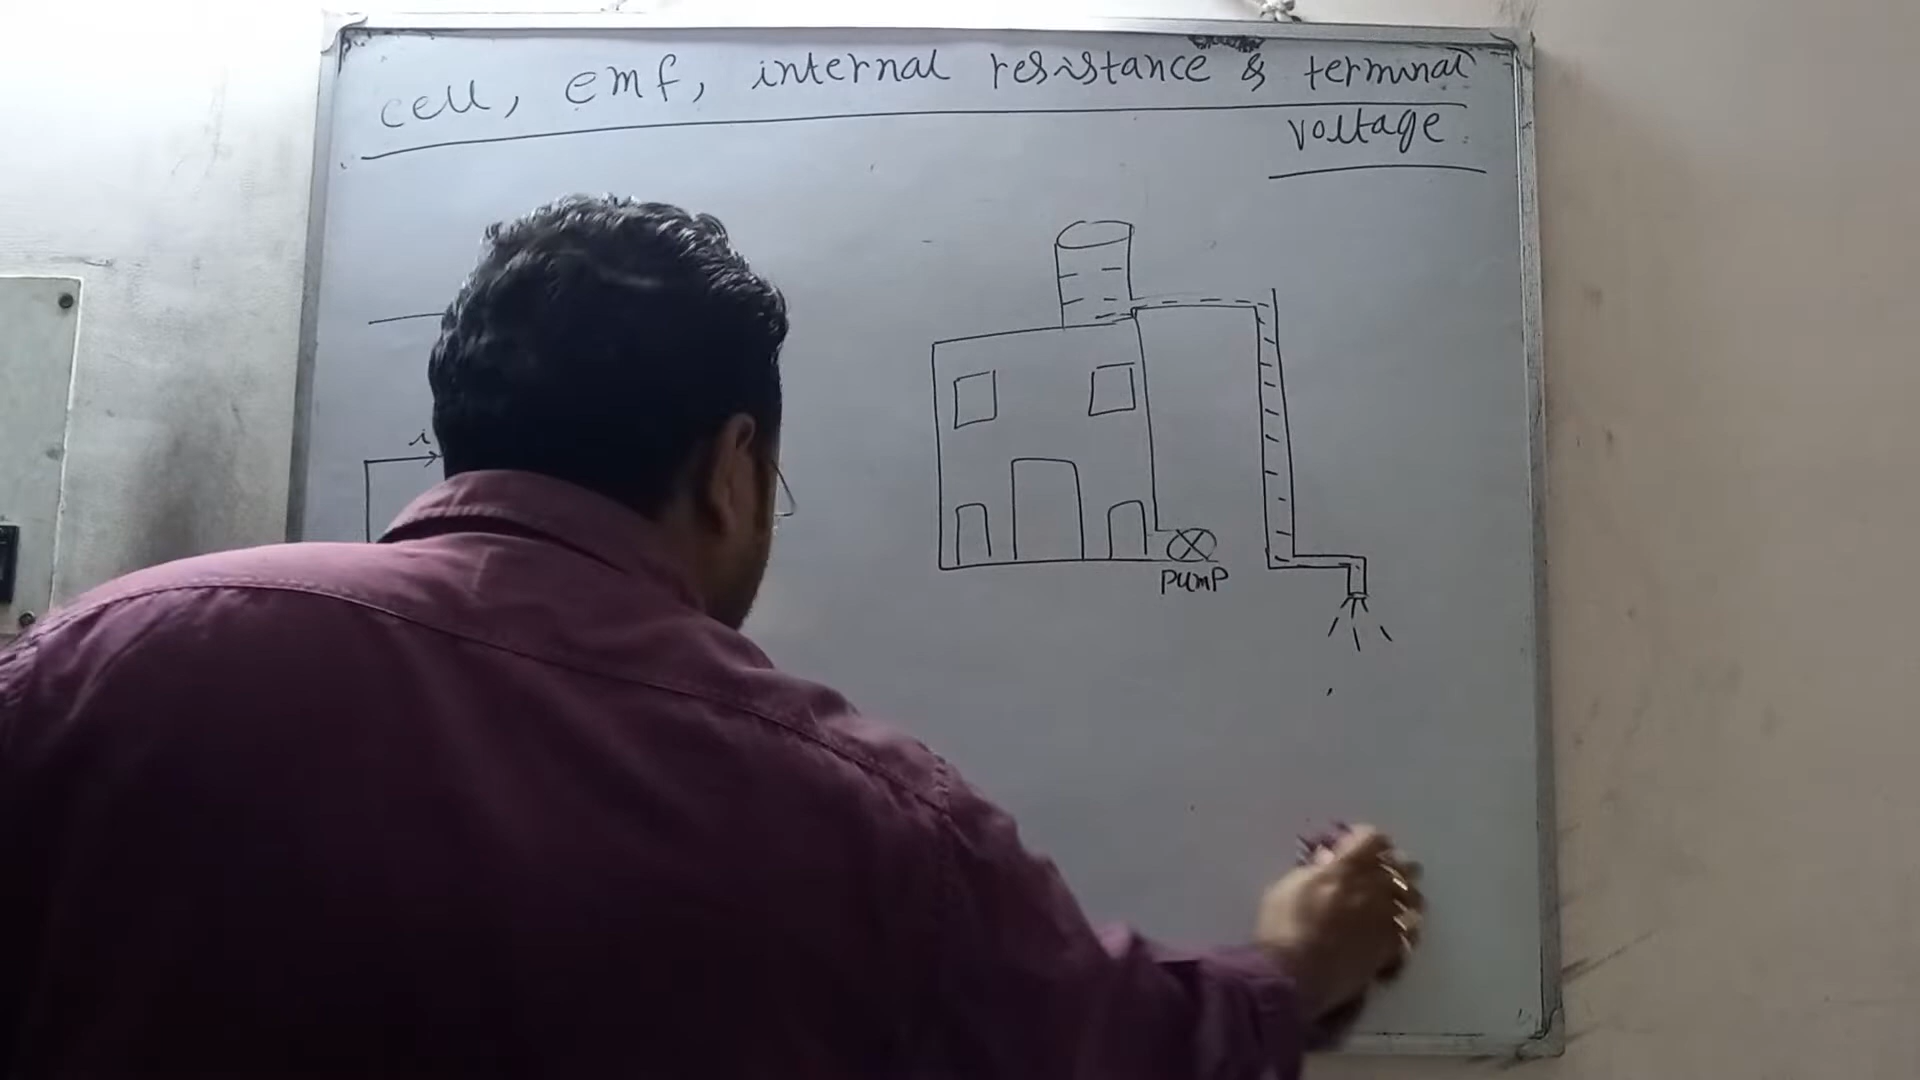 cell, emf, internal resistance & terminal
voltage
i
pump